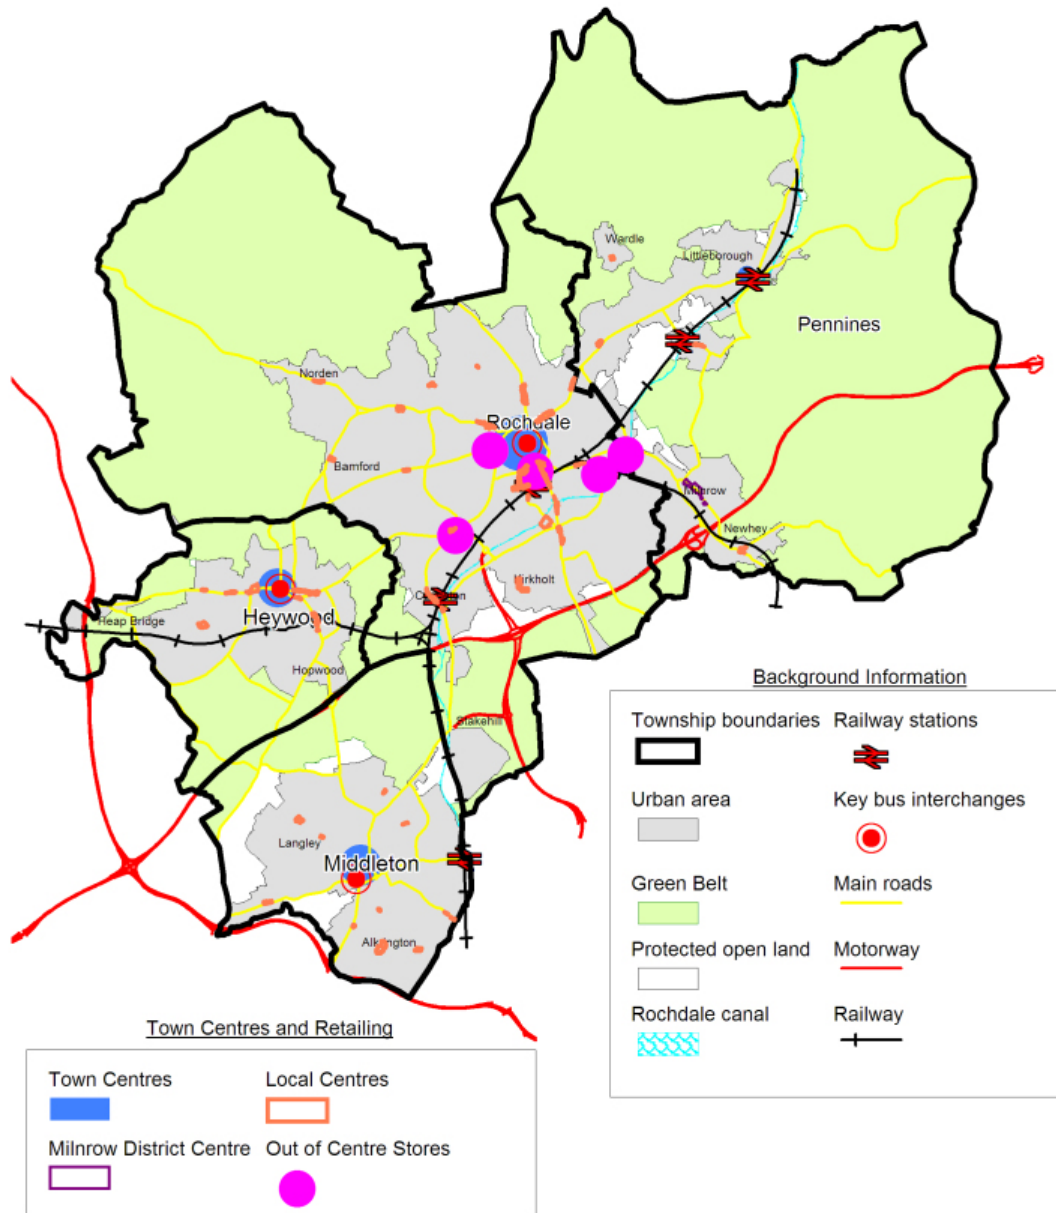 Wardle
Littleborough
Pennines
Norden
Rochdale
Bamford
Milnrow
Newhey
Kirkholt
Heywood
Heap Bridge
Hopwood
Stakehill
Langley
Middleton
Alkrington
Background Information
Township boundaries Railway stations
Urban area Key bus interchanges
Green Belt Main roads
Protected open land Motorway
Rochdale canal Railway
Town Centres and Retailing
Town Centres Local Centres
Milnrow District Centre Out of Centre Stores